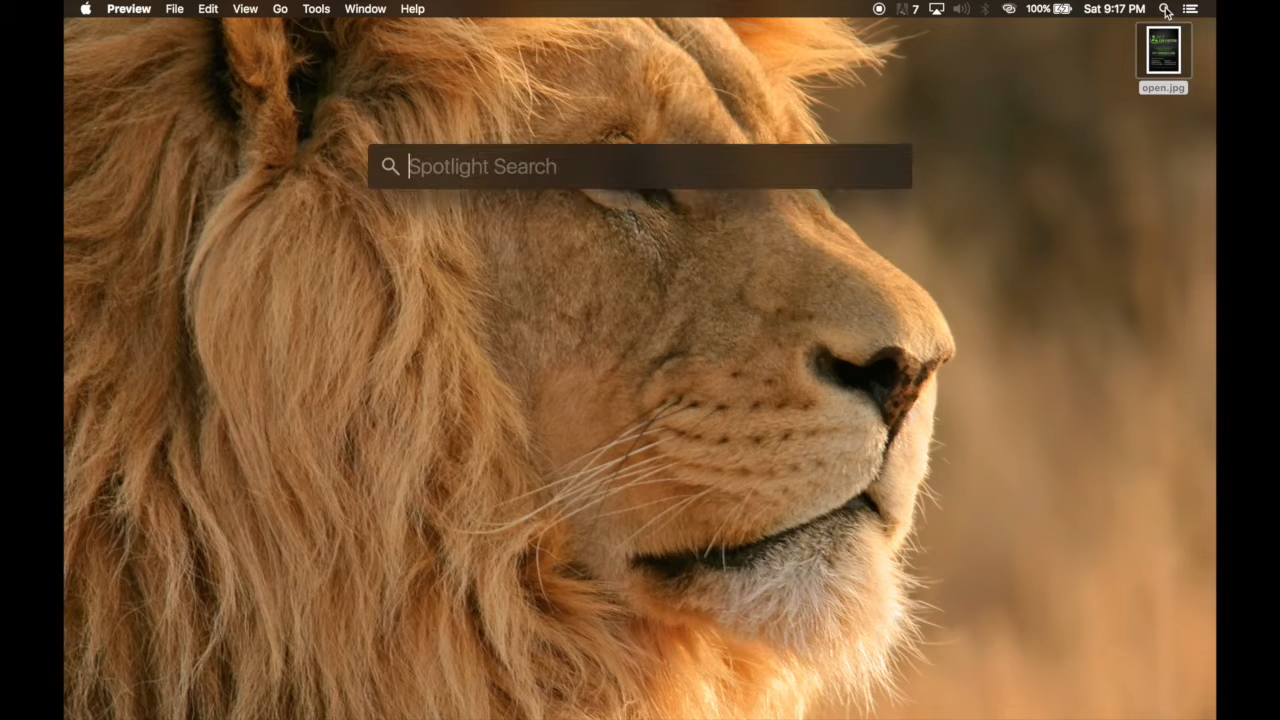 Preview File Edit View Go Tools Window Help 7 100% Sat 9:17 PM
open.jpg
Spotlight Search